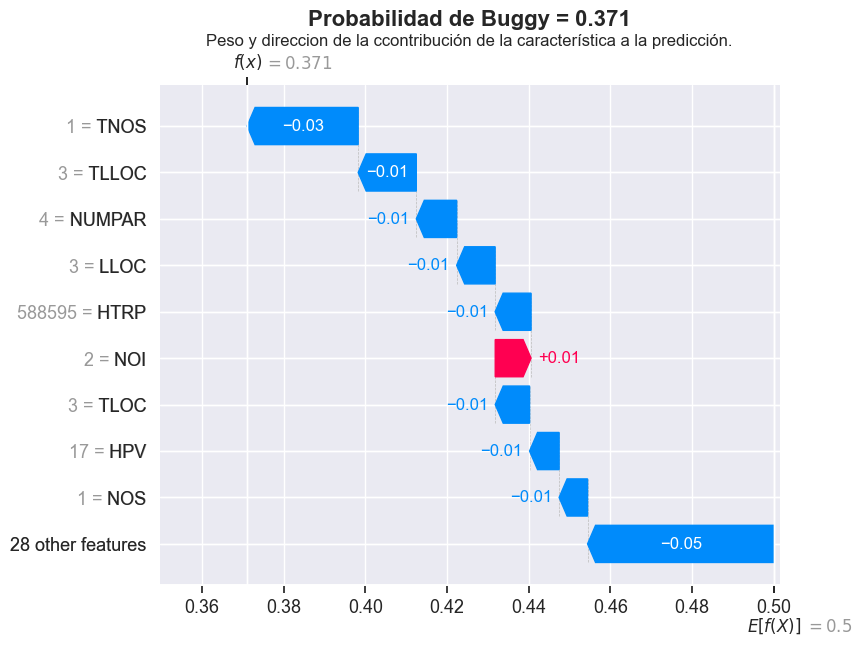 Probabilidad de Buggy = 0.371
Peso y direccion de la ccontribución de la característica a la predicción.
f(x) = 0.371
1 = TNOS −0.03
3 = TLLOC −0.01
4 = NUMPAR −0.01
3 = LLOC −0.01
588595 = HTRP −0.01
2 = NOI +0.01
3 = TLOC −0.01
17 = HPV −0.01
1 = NOS −0.01
28 other features −0.05
0.36 0.38 0.40 0.42 0.44 0.46 0.48 0.50
E[f(X)] = 0.5